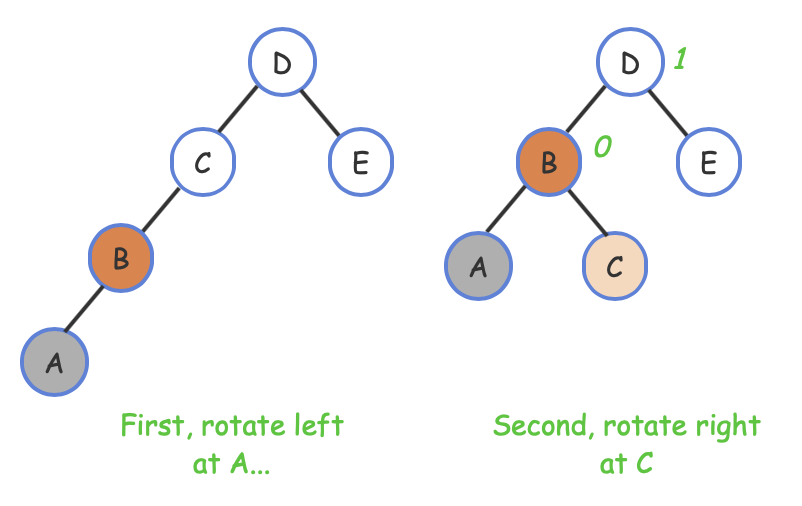 D
C
E
B
A
First, rotate left
at A...
D
1
B
0
E
A
C
Second, rotate right
at C